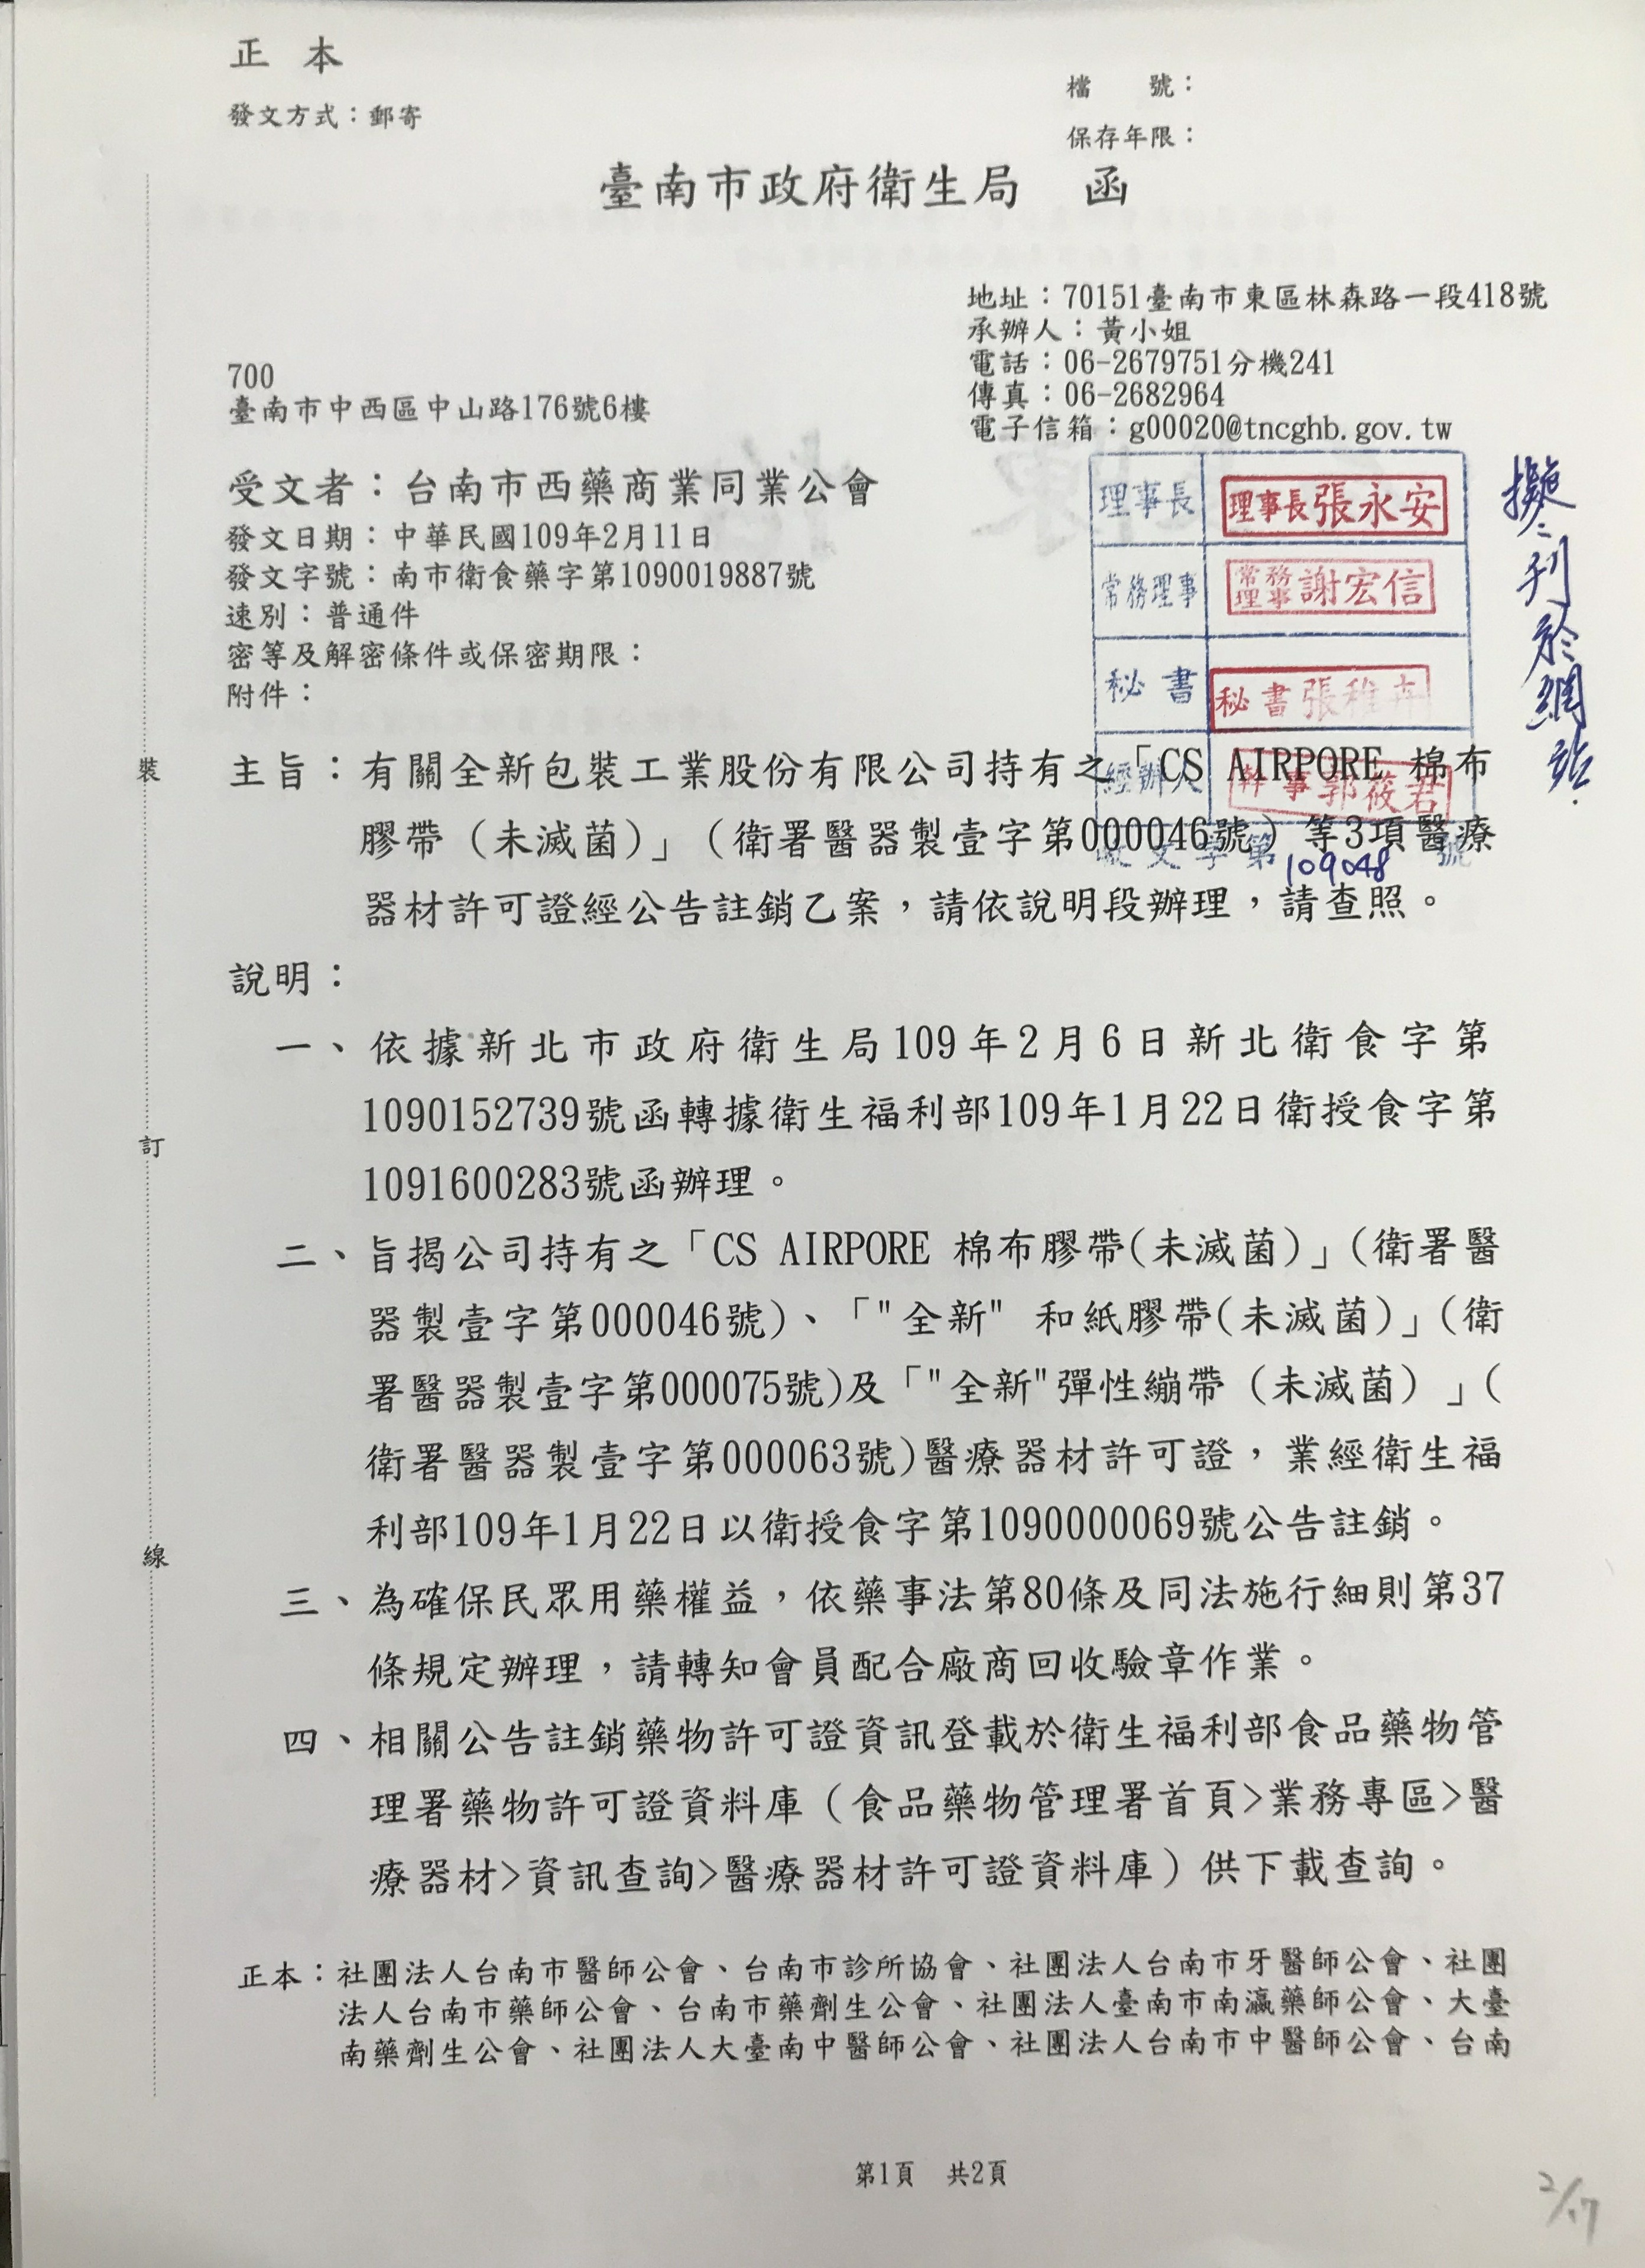 正本
發文方式：郵寄
檔　　號：
保存年限：
臺南市政府衛生局　函
地址：70151臺南市東區林森路一段418號
承辦人：黃小姐
電話：06-2679751分機241
傳真：06-2682964
電子信箱：g00020@tncghb.gov.tw
700
臺南市中西區中山路176號6樓
受文者：台南市西藥商業同業公會
發文日期：中華民國109年2月11日
發文字號：南市衛食藥字第1090019887號
速別：普通件
密等及解密條件或保密期限：
附件：
理事長 理事長張永安
常務理事 常務理事謝宏信
秘書 秘書張稚卉
經辦人 幹事郭筱君
收文字第109048號
擬：刊於網站.
主旨：有關全新包裝工業股份有限公司持有之「CS AIRPORE 棉布
膠帶（未滅菌)」（衛署醫器製壹字第000046號）等3項醫療
器材許可證經公告註銷乙案，請依說明段辦理，請查照。
說明：
一、依據新北市政府衛生局109年2月6日新北衛食字第
1090152739號函轉據衛生福利部109年1月22日衛授食字第
1091600283號函辦理。
二、旨揭公司持有之「CS AIRPORE 棉布膠帶(未滅菌)」(衛署醫
器製壹字第000046號)、「"全新" 和紙膠帶(未滅菌)」(衛
署醫器製壹字第000075號)及「"全新"彈性繃帶（未滅菌）」(
衛署醫器製壹字第000063號)醫療器材許可證，業經衛生福
利部109年1月22日以衛授食字第1090000069號公告註銷。
三、為確保民眾用藥權益，依藥事法第80條及同法施行細則第37
條規定辦理，請轉知會員配合廠商回收驗章作業。
四、相關公告註銷藥物許可證資訊登載於衛生福利部食品藥物管
理署藥物許可證資料庫（食品藥物管理署首頁>業務專區>醫
療器材>資訊查詢>醫療器材許可證資料庫）供下載查詢。
正本：社團法人台南市醫師公會、台南市診所協會、社團法人台南市牙醫師公會、社團
法人台南市藥師公會、台南市藥劑生公會、社團法人臺南市南瀛藥師公會、大臺
南藥劑生公會、社團法人大臺南中醫師公會、社團法人台南市中醫師公會、台南
裝
訂
線
第1頁　共2頁
2/17